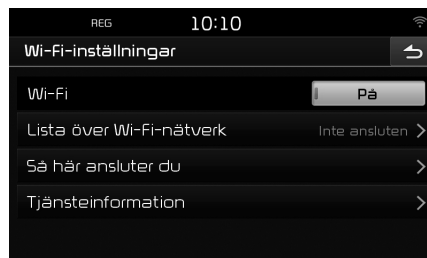 REG 10:10
Wi-Fi-inställningar
Wi-Fi På
Lista över Wi-Fi-nätverk Inte ansluten
Så här ansluter du
Tjänsteinformation